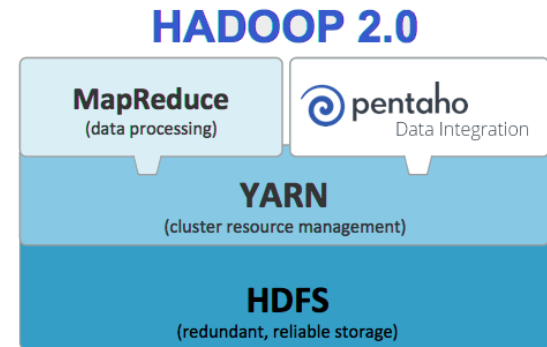 HADOOP 2.0
MapReduce
(data processing)
pentaho
Data Integration
YARN
(cluster resource management)
HDFS
(redundant, reliable storage)